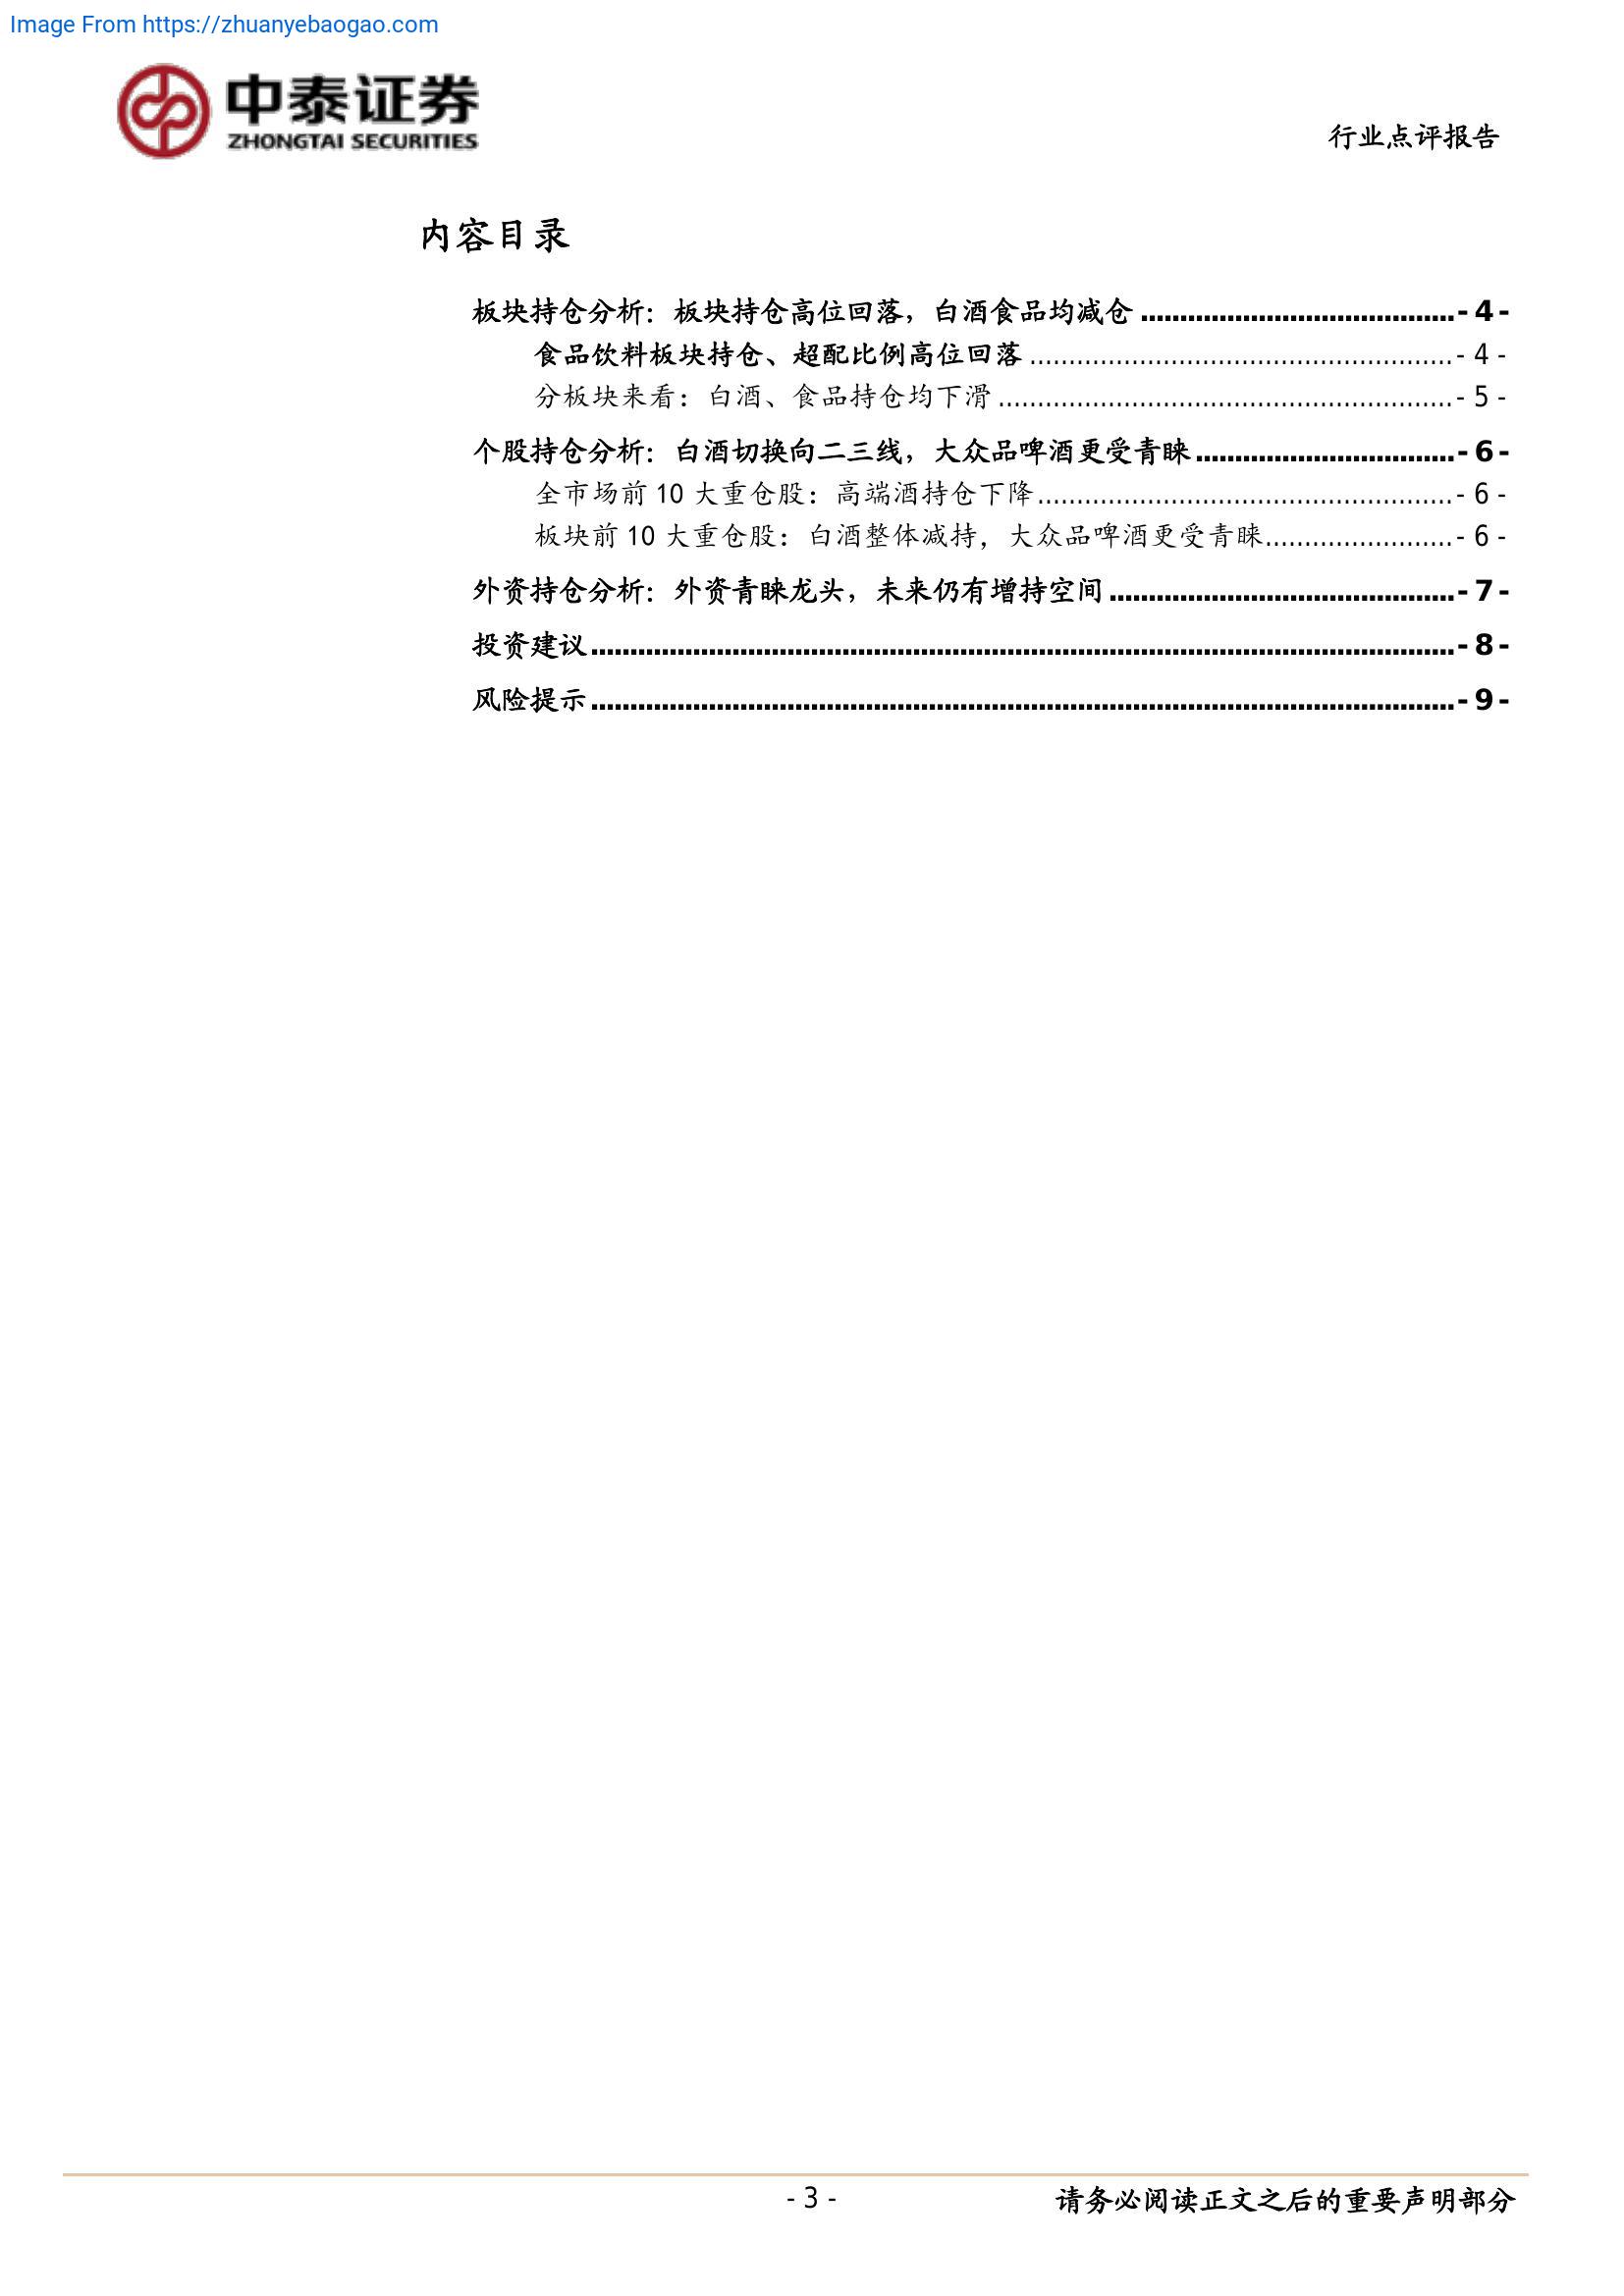 Image From https://zhuanyebaogao.com
中泰证券
ZHONGTAI SECURITIES
行业点评报告
内容目录
板块持仓分析：板块持仓高位回落，白酒食品均减仓 ........................................ - 4 -
食品饮料板块持仓、超配比例高位回落 ...................................................... - 4 -
分板块来看：白酒、食品持仓均下滑 .......................................................... - 5 -
个股持仓分析：白酒切换向二三线，大众品啤酒更受青睐 ................................. - 6 -
全市场前 10 大重仓股：高端酒持仓下降 ..................................................... - 6 -
板块前 10 大重仓股：白酒整体减持，大众品啤酒更受青睐 ........................ - 6 -
外资持仓分析：外资青睐龙头，未来仍有增持空间 ............................................ - 7 -
投资建议 .............................................................................................................. - 8 -
风险提示 .............................................................................................................. - 9 -
- 3 -
请务必阅读正文之后的重要声明部分